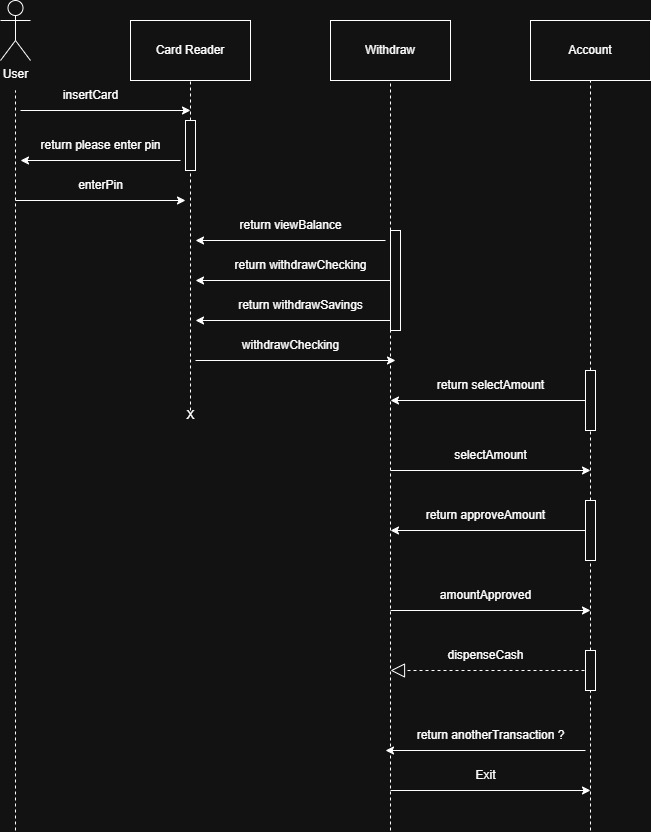 User
Card Reader
Withdraw
Account
insertCard
return please enter pin
enterPin
return viewBalance
return withdrawChecking
return withdrawSavings
withdrawChecking
return selectAmount
X
selectAmount
return approveAmount
amountApproved
dispenseCash
return anotherTransaction ?
Exit